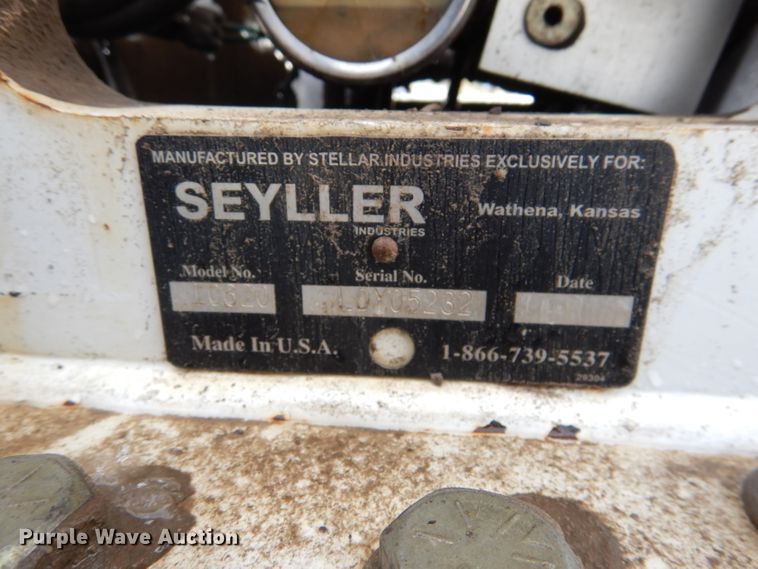 MANUFACTURED BY STELLAR INDUSTRIES EXCLUSIVELY FOR:
SEYLLER
INDUSTRIES
Wathena, Kansas
Model No. Serial No. Date
Made In U.S.A. 1-866-739-5537
Purple Wave Auction